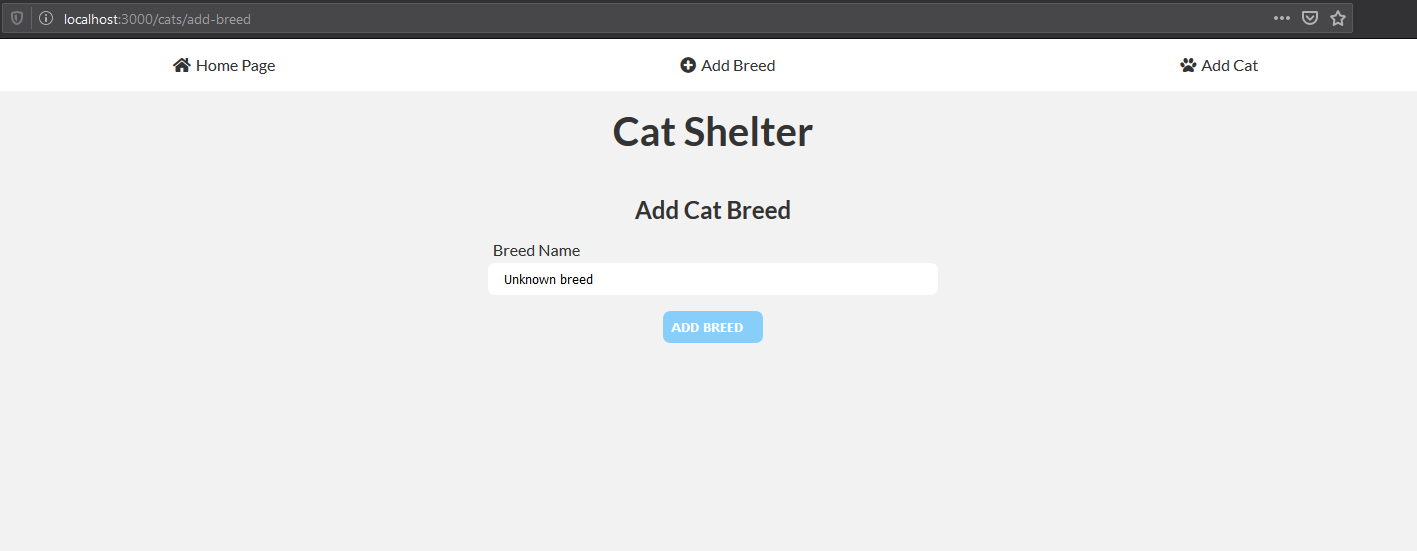 localhost:3000/cats/add-breed
Home Page Add Breed Add Cat
Cat Shelter
Add Cat Breed
Breed Name
Unknown breed
ADD BREED